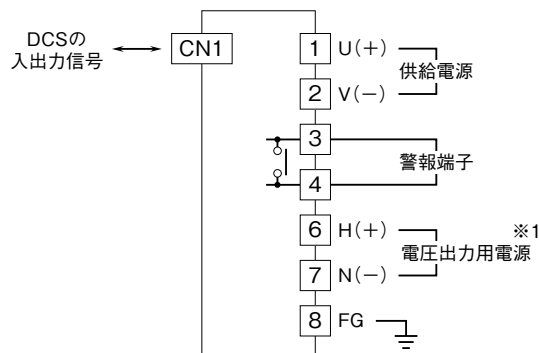 DCSの
入出力信号
CN1
1 U(+)
供給電源
2 V(−)
3
警報端子
4
6 H(+)
※1
電圧出力用電源
7 N(−)
8 FG